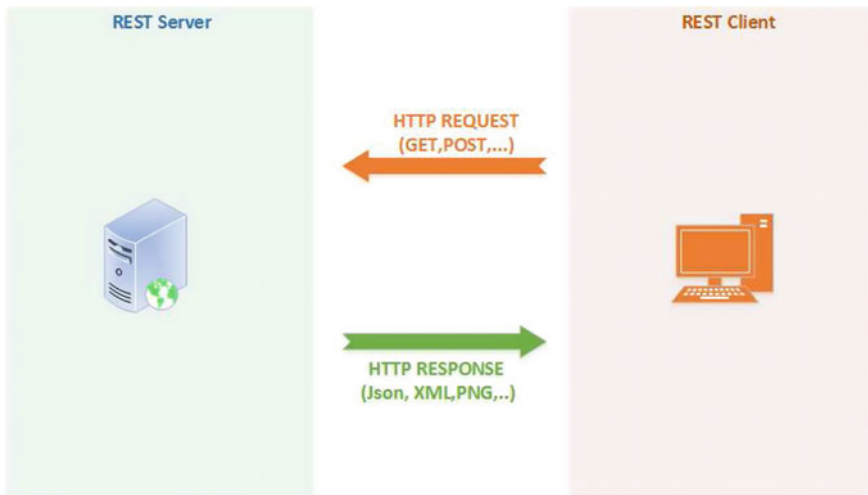 REST Server
REST Client
HTTP REQUEST
(GET,POST,...)
HTTP RESPONSE
(Json, XML,PNG,..)